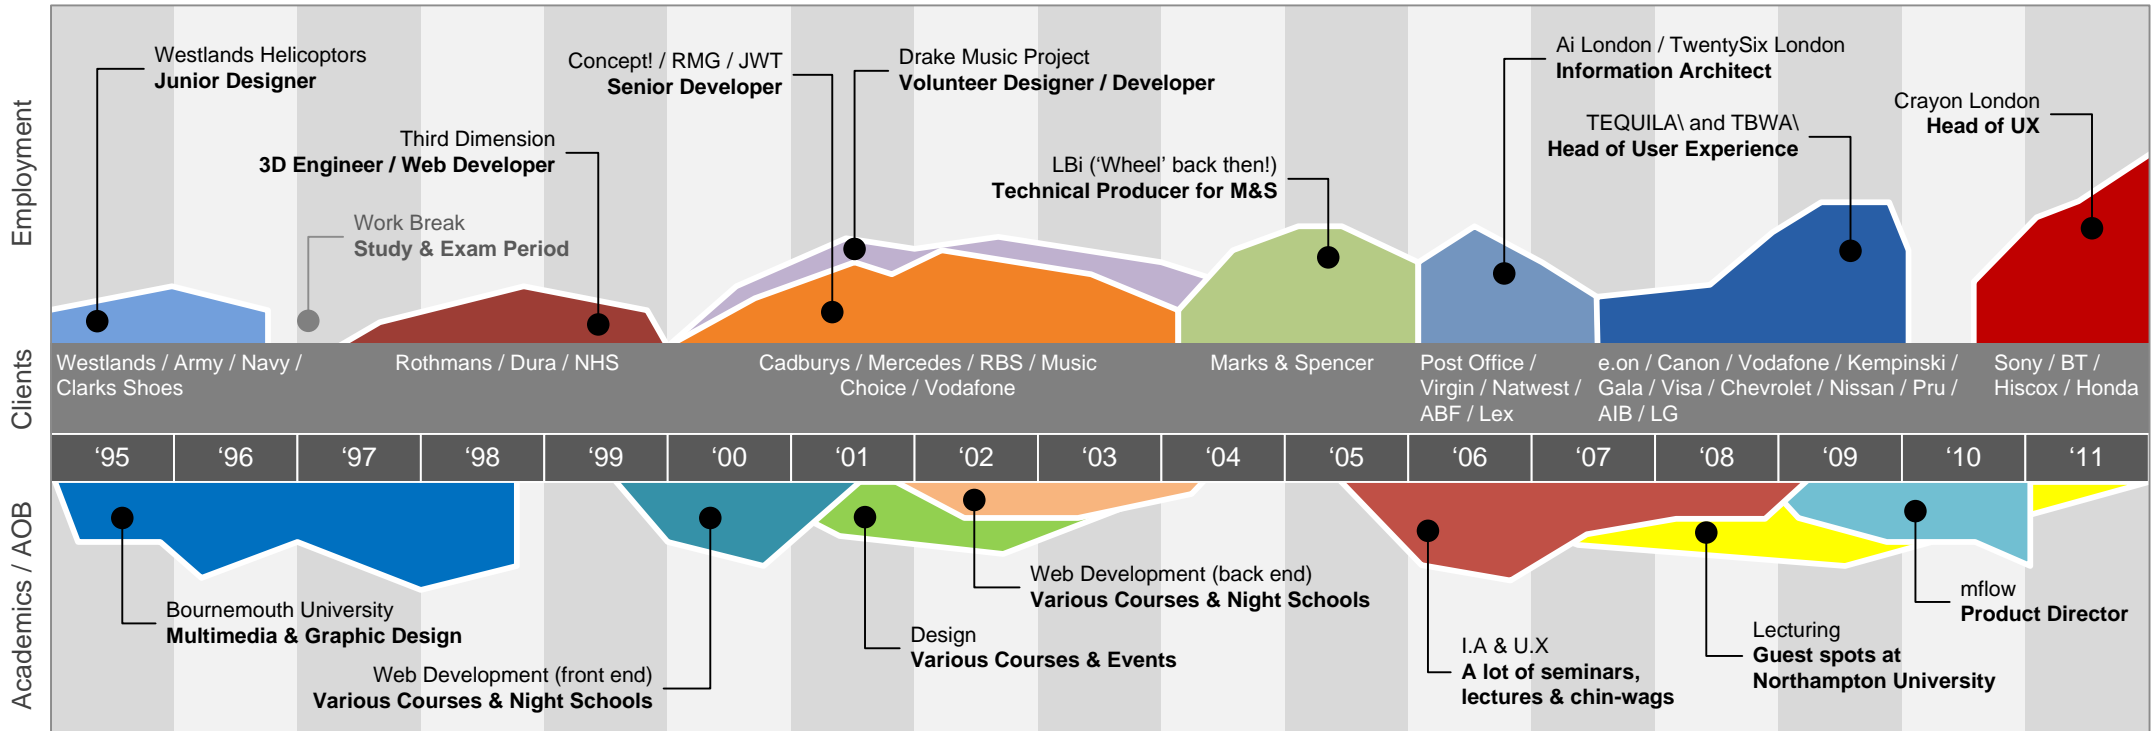 Employment
Westlands Helicoptors
Junior Designer
Third Dimension
3D Engineer / Web Developer
Work Break
Study & Exam Period
Concept! / RMG / JWT
Senior Developer
Drake Music Project
Volunteer Designer / Developer
LBi (‘Wheel’ back then!)
Technical Producer for M&S
Ai London / TwentySix London
Information Architect
TEQUILA\ and TBWA\
Head of User Experience
Crayon London
Head of UX
Clients
Westlands / Army / Navy /
Clarks Shoes
Rothmans / Dura / NHS
Cadburys / Mercedes / RBS / Music
Choice / Vodafone
Marks & Spencer
Post Office /
Virgin / Natwest /
ABF / Lex
e.on / Canon / Vodafone / Kempinski /
Gala / Visa / Chevrolet / Nissan / Pru /
AIB / LG
Sony / BT /
Hiscox / Honda
‘95 ‘96 ‘97 ‘98 ‘99 ‘00 ‘01 ‘02 ‘03 ‘04 ‘05 ‘06 ‘07 ‘08 ‘09 ‘10 ‘11
Academics / AOB
Bournemouth University
Multimedia & Graphic Design
Web Development (front end)
Various Courses & Night Schools
Design
Various Courses & Events
Web Development (back end)
Various Courses & Night Schools
I.A & U.X
A lot of seminars,
lectures & chin-wags
Lecturing
Guest spots at
Northampton University
mflow
Product Director